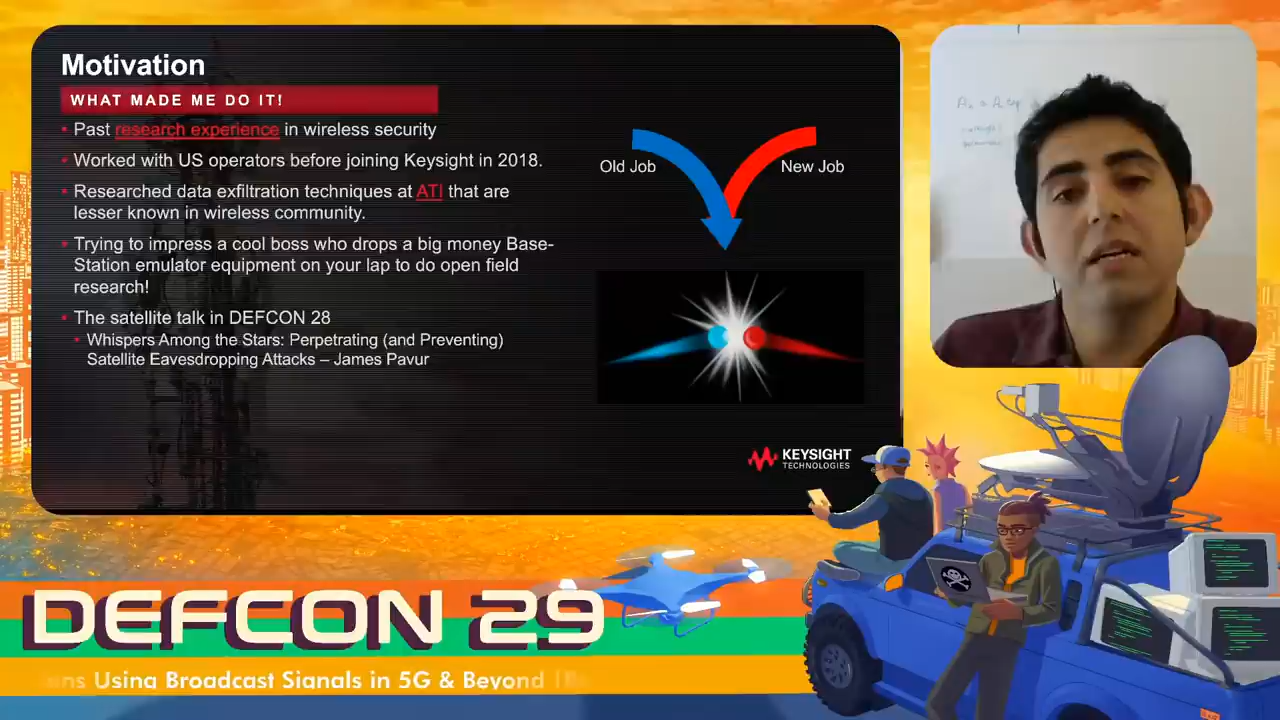 Motivation
WHAT MADE ME DO IT!
Past research experience in wireless security
Worked with US operators before joining Keysight in 2018.
Researched data exfiltration techniques at ATI that are
lesser known in wireless community.
Trying to impress a cool boss who drops a big money Base-
Station emulator equipment on your lap to do open field
research!
The satellite talk in DEFCON 28
Whispers Among the Stars: Perpetrating (and Preventing)
Satellite Eavesdropping Attacks – James Pavur
Old Job
New Job
KEYSIGHT
TECHNOLOGIES
DEFCON 29
Using Broadcast Signals in 5G & Beyond